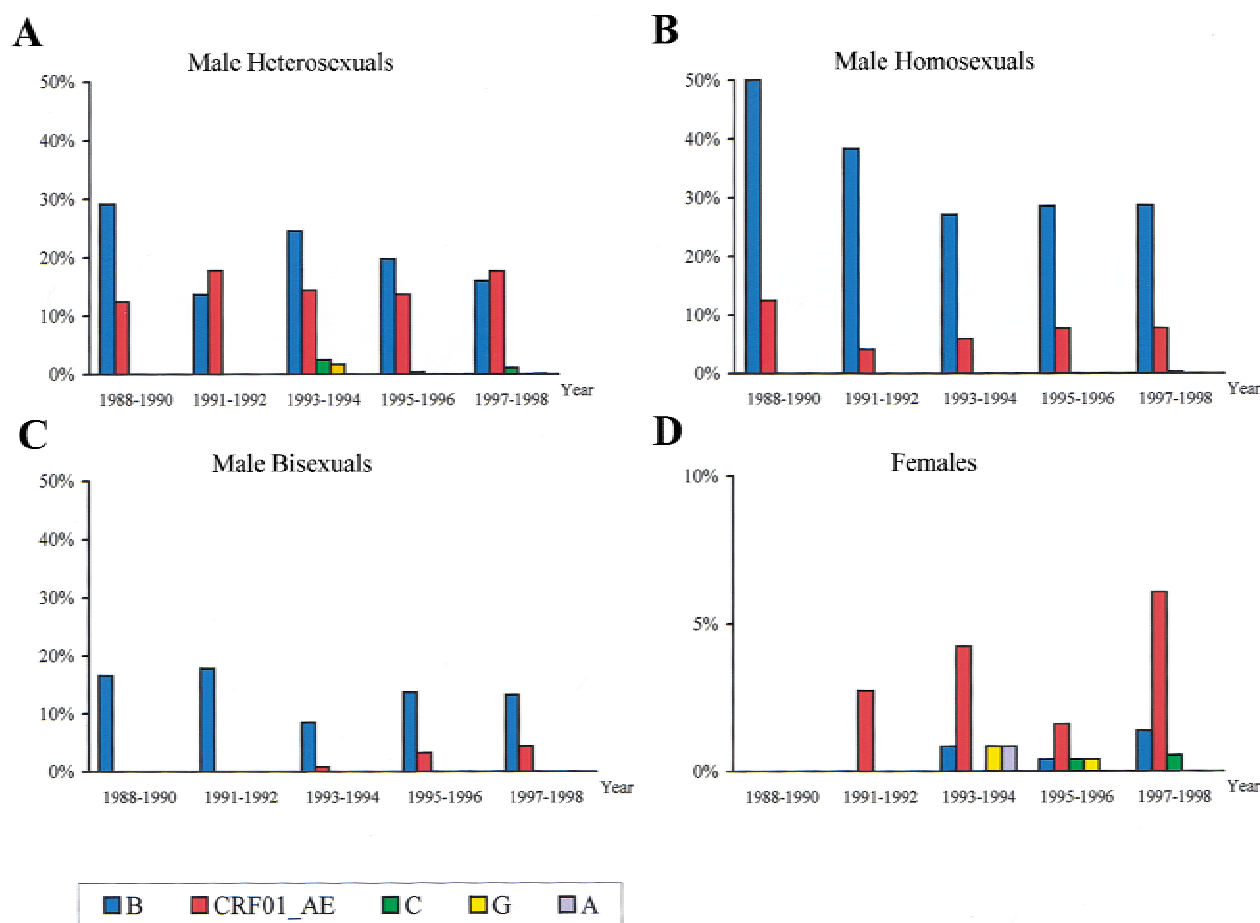 A
Male Heterosexuals
50%
40%
30%
20%
10%
0%
1988-1990 1991-1992 1993-1994 1995-1996 1997-1998 Year
B
Male Homosexuals
50%
40%
30%
20%
10%
0%
1988-1990 1991-1992 1993-1994 1995-1996 1997-1998 Year
C
Male Bisexuals
50%
40%
30%
20%
10%
0%
1988-1990 1991-1992 1993-1994 1995-1996 1997-1998 Year
D
Females
10%
5%
0%
1988-1990 1991-1992 1993-1994 1995-1996 1997-1998 Year
B CRF01_AE C G A